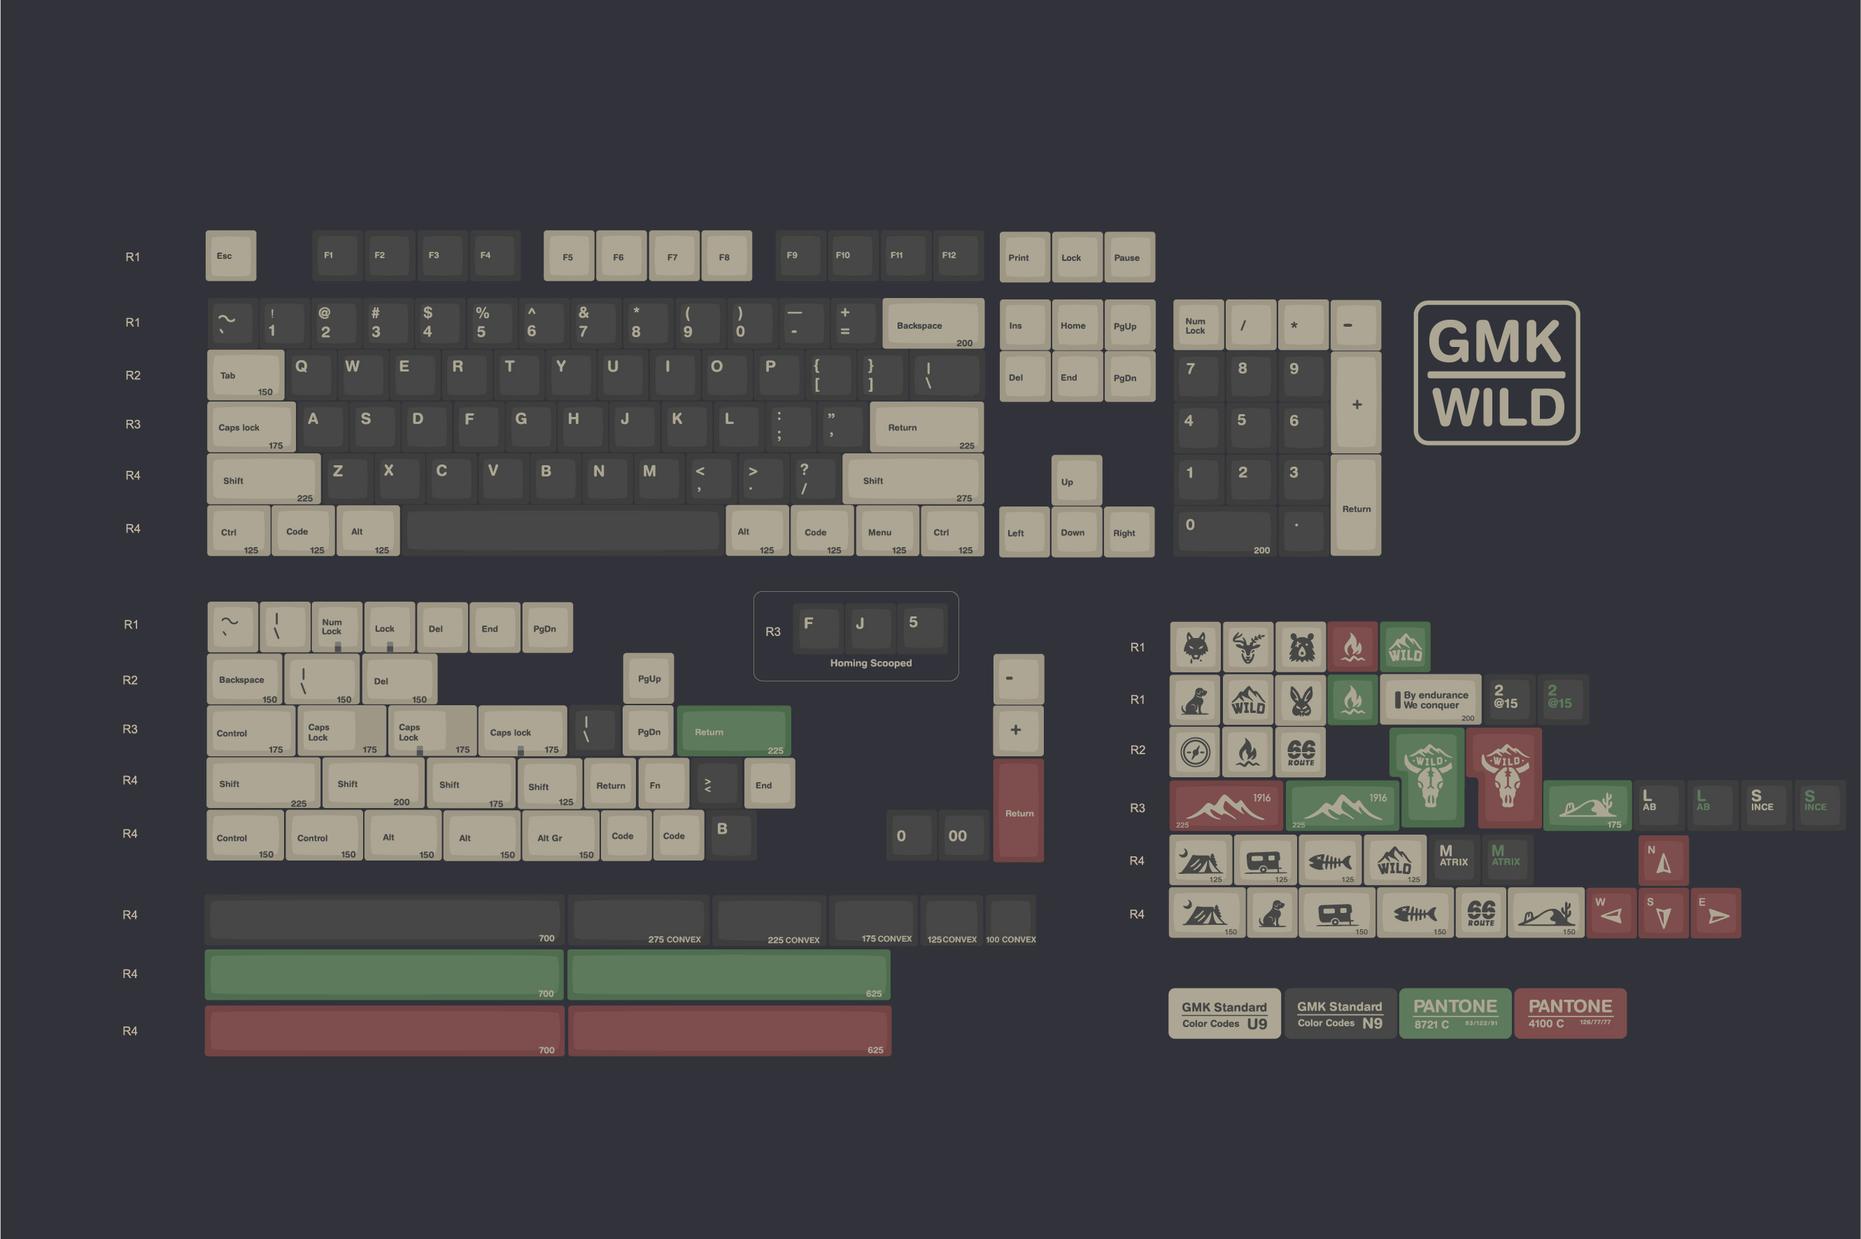 R1
Esc
F1 F2 F3 F4
F5 F6 F7 F8
F9 F10 F11 F12
Print Lock Pause
R1
~ ! @ # $ % ^ & * ( ) — +
` 1 2 3 4 5 6 7 8 9 0 - =
Backspace
200
Ins Home PgUp
Num
Lock
/ * -
GMK
WILD
R2
Tab
150
Q W E R T Y U I O P { } |
[ ] \
Del End PgDn
7 8 9
+
R3
Caps lock
175
A S D F G H J K L : ”
; ,
Return
225
4 5 6
R4
Shift
225
Z X C V B N M < > ?
, . /
Shift
275
Up
1 2 3
Return
R4
Ctrl
125
Code
125
Alt
125
Alt
125
Code
125
Menu
125
Ctrl
125
Left Down Right
0
200
.
R1
~
`
|
\
Num
Lock
Lock
Del
End
PgDn
R3
F J 5
Homing Scooped
R2
Backspace
150
|
\
150
Del
150
PgUp
-
R3
Control
175
Caps
Lock
175
Caps
Lock
175
Caps lock
175
|
\
PgDn
Return
225
+
R4
Shift
225
Shift
200
Shift
175
Shift
125
Return
Fn
>
<
End
Return
R4
Control
150
Control
150
Alt
150
Alt
150
Alt Gr
150
Code
Code
B
0
00
R4
700
275 CONVEX
225 CONVEX
175 CONVEX
125CONVEX
100 CONVEX
R4
700
625
R4
700
625
R1
WILD
R1
WILD
By endurance
We conquer
200
2
@15
2
@15
R2
66
ROUTE
WILD
WILD
R3
1916
225
1916
225
175
L
AB
L
AB
S
INCE
S
INCE
R4
125
125
125
WILD
125
M
ATRIX
M
ATRIX
N
R4
150
150
150
66
ROUTE
150
W
S
E
GMK Standard
Color Codes U9
GMK Standard
Color Codes N9
PANTONE
8721 C 93/122/91
PANTONE
4100 C 126/77/77